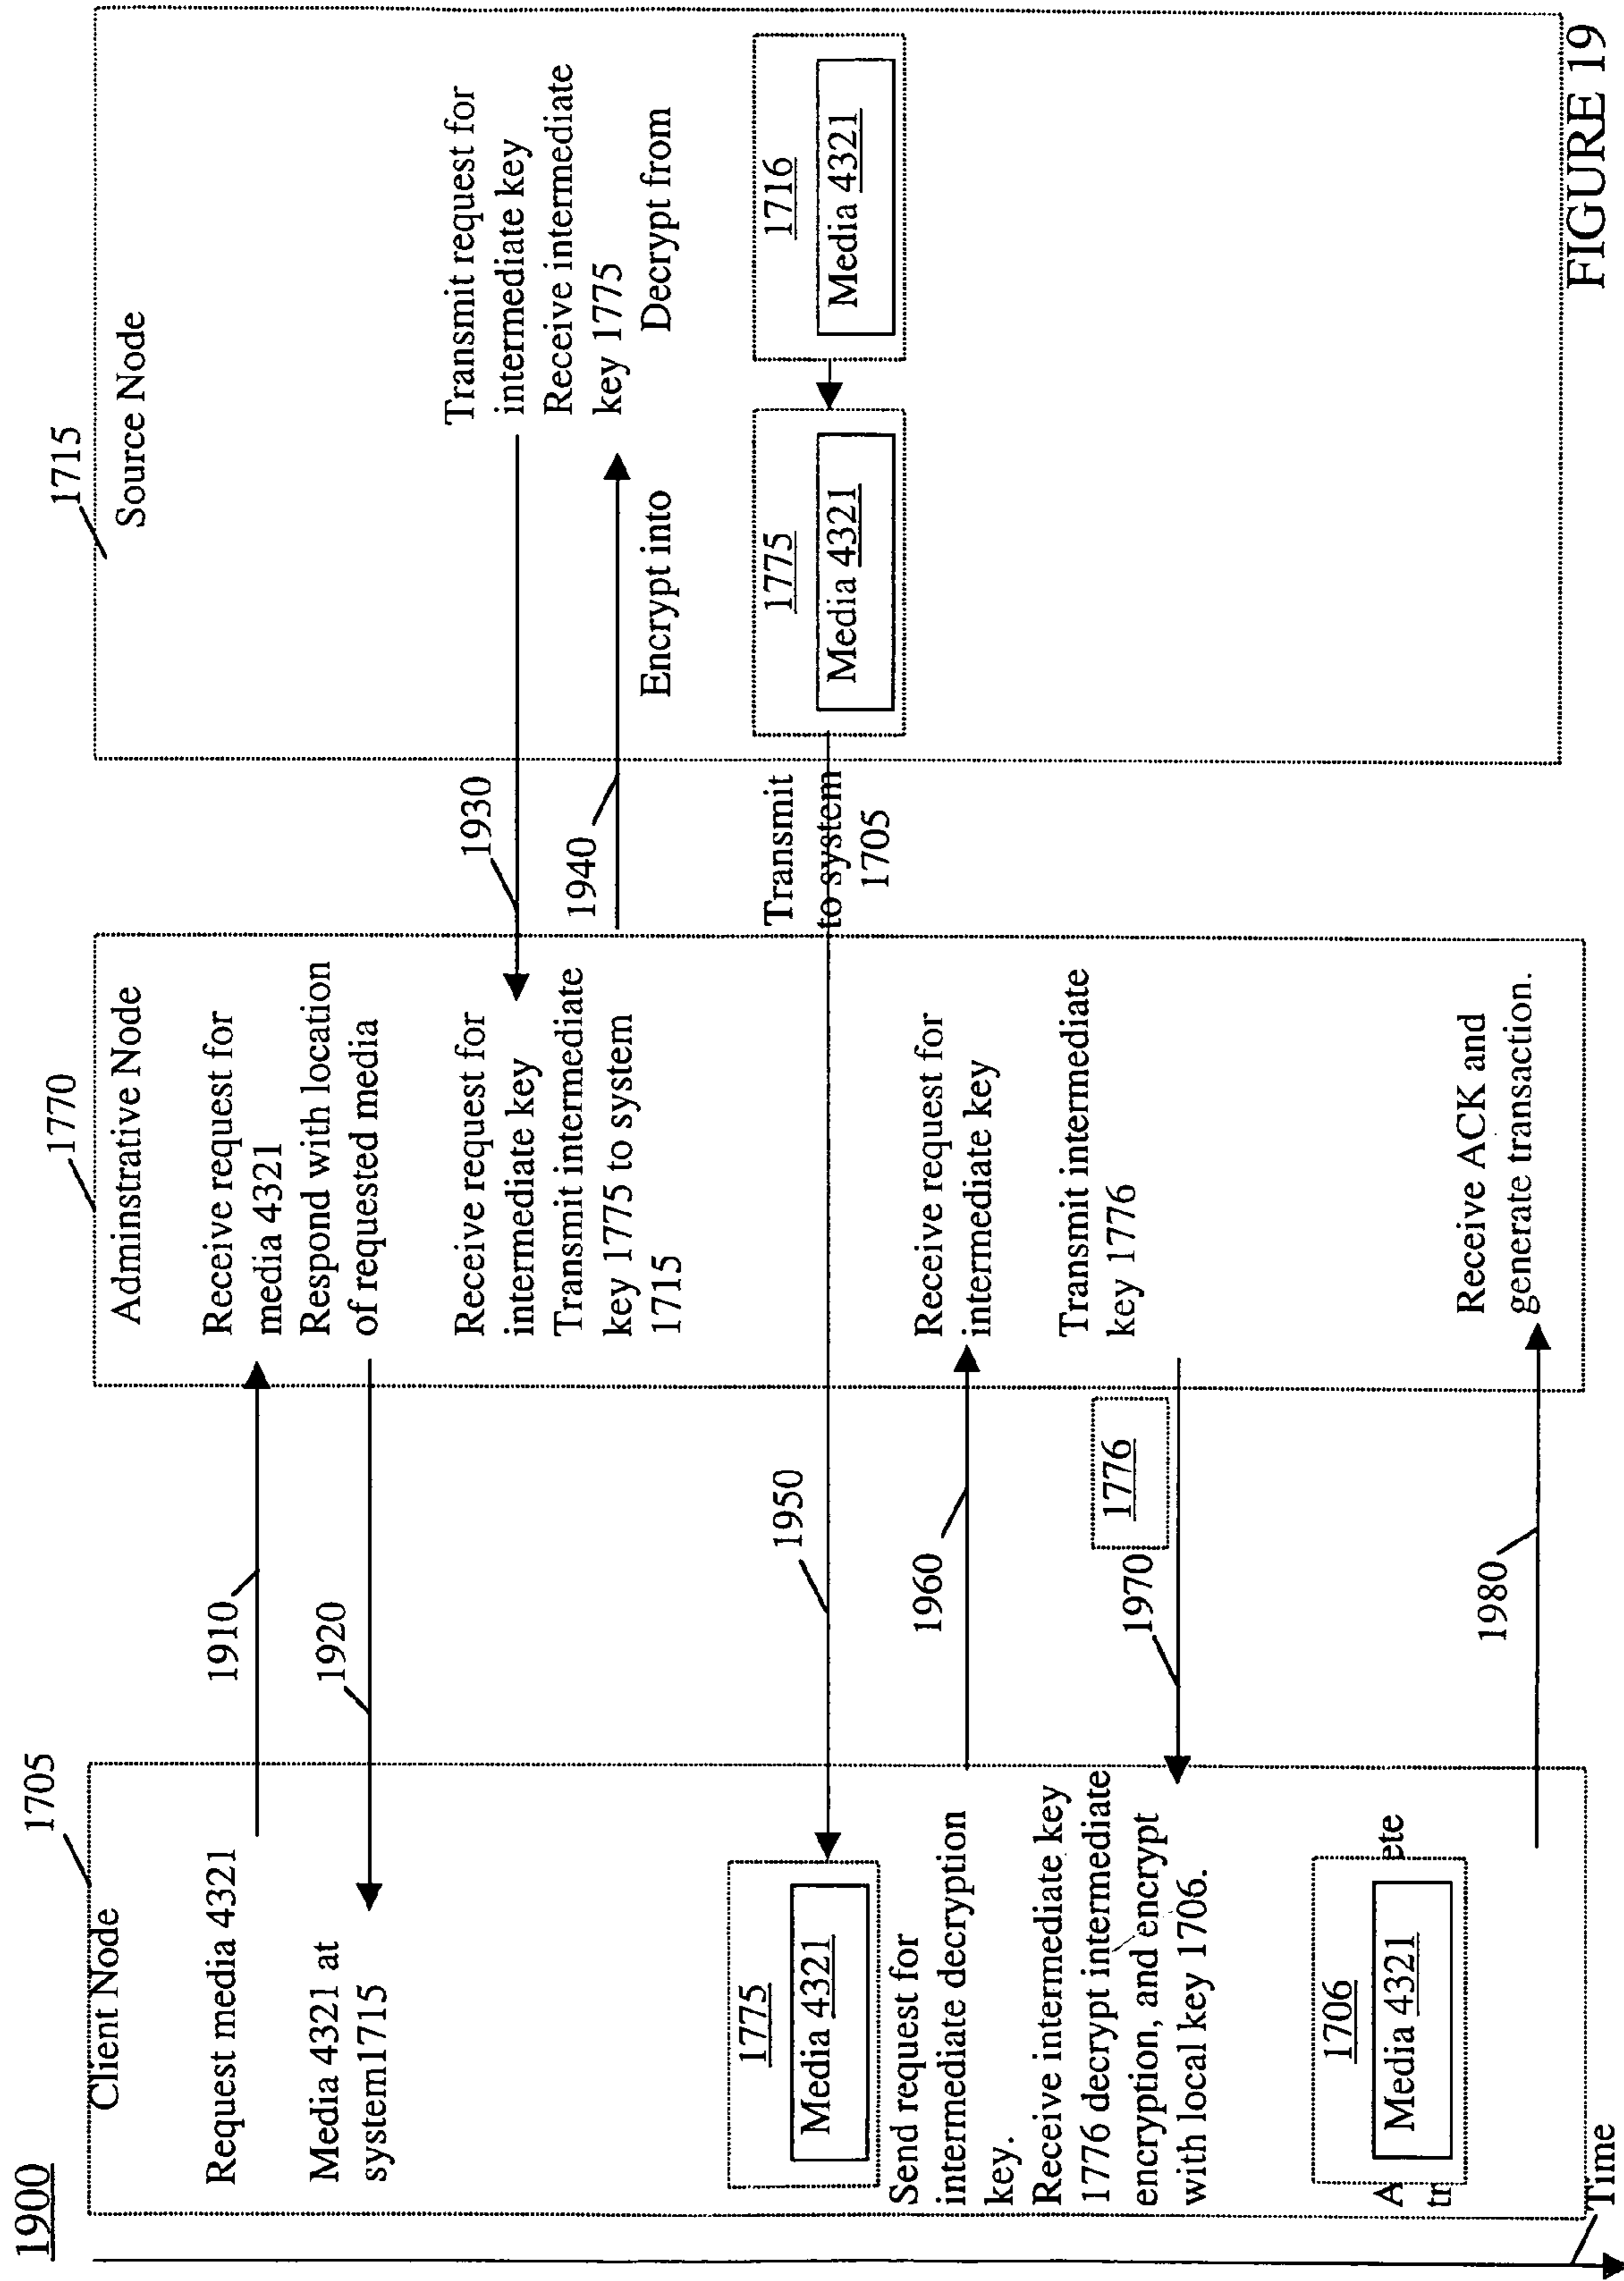 1900
1705
Client Node
Request media 4321
Media 4321 at
system1715
1775
Media 4321
Send request for
intermediate decryption
key.
Receive intermediate key
1776 decrypt intermediate
encryption, and encrypt
with local key 1706.
1706
Media 4321
Time
1910
1920
1950
1960
1776
1970
1980
1770
Adminstrative Node
Receive request for
media 4321
Respond with location
of requested media
Receive request for
intermediate key
Transmit intermediate
key 1775 to system
1715
Receive request for
intermediate key
Transmit intermediate
key 1776
Receive ACK and
generate transaction.
1930
1940
Transmit
to system
1705
1715
Source Node
Transmit request for
intermediate key
Receive intermediate
key 1775
Encrypt into
Decrypt from
1775
Media 4321
1716
Media 4321
FIGURE 19